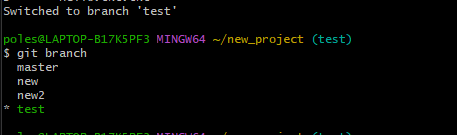 Switched to branch 'test'
poles@LAPTOP-B17K5PF3 MINGW64 ~/new_project (test)
$ git branch
master
new
new2
* test